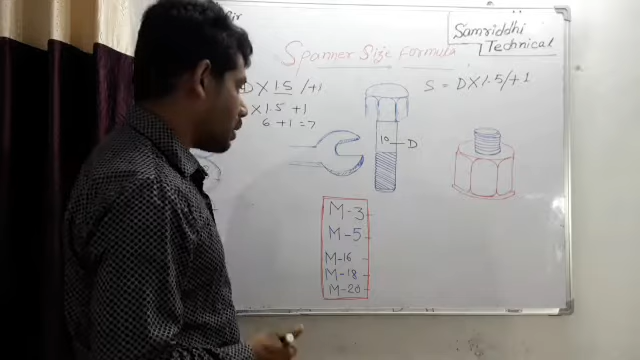 Samriddhi
Technical
Spanner Size Formula
D X 1.5 /+1
S = D X 1.5/+1
X 1.5 +1
6 +1 =7
10
D
M-3
M-5
M-16
M-18
M-20